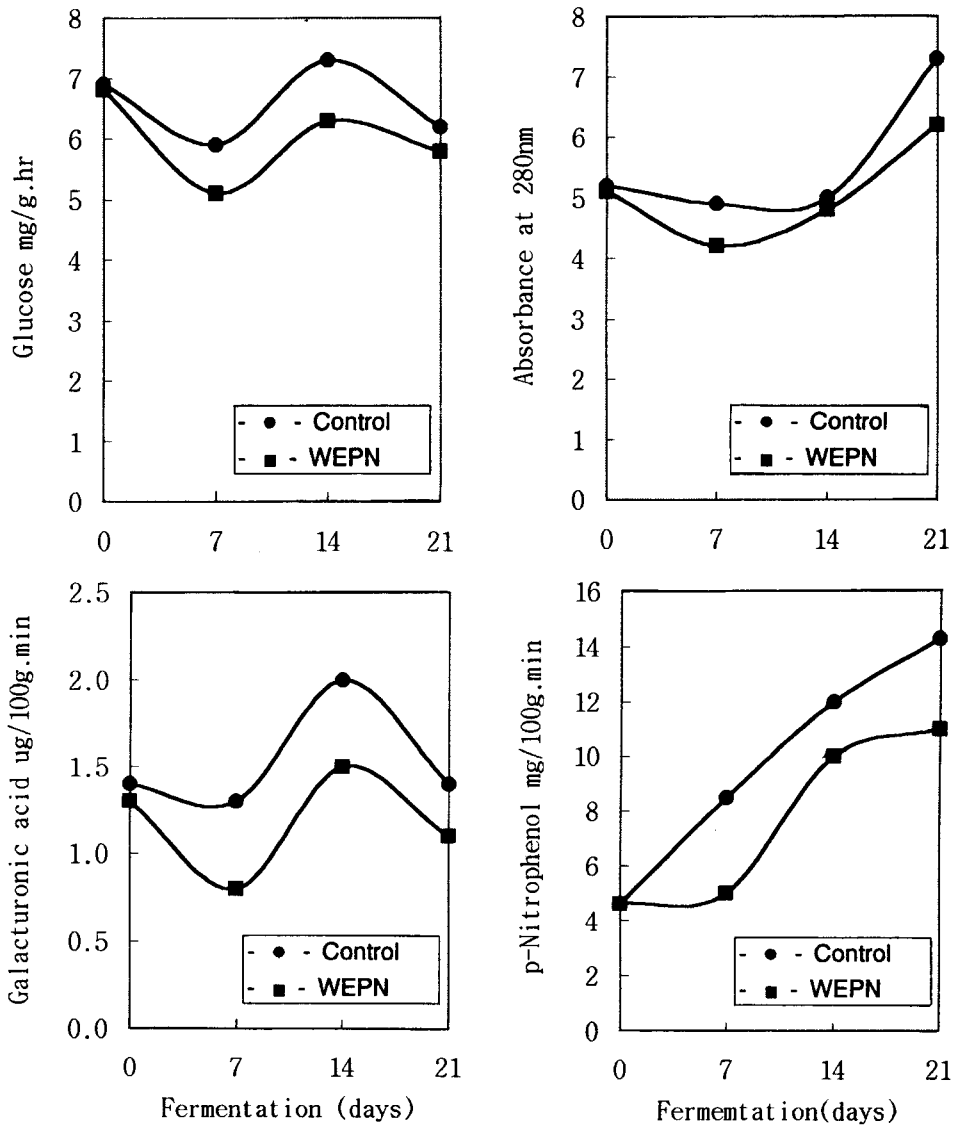 Glucose mg/g.hr
8
7
6
5
4
3
2
1
0
- ● - Control
- ■ - WEPN
0 7 14 21
Absorbance at 280nm
8
7
6
5
4
3
2
1
0
- ● - Control
- ■ - WEPN
0 7 14 21
Galacturonic acid ug/100g.min
2.5
2.0
1.5
1.0
0.5
0.0
- ● - Control
- ■ - WEPN
0 7 14 21
Fermentation (days)
p-Nitrophenol mg/100g.min
16
14
12
10
8
6
4
2
0
- ● - Control
- ■ - WEPN
0 7 14 21
Fermemtation(days)